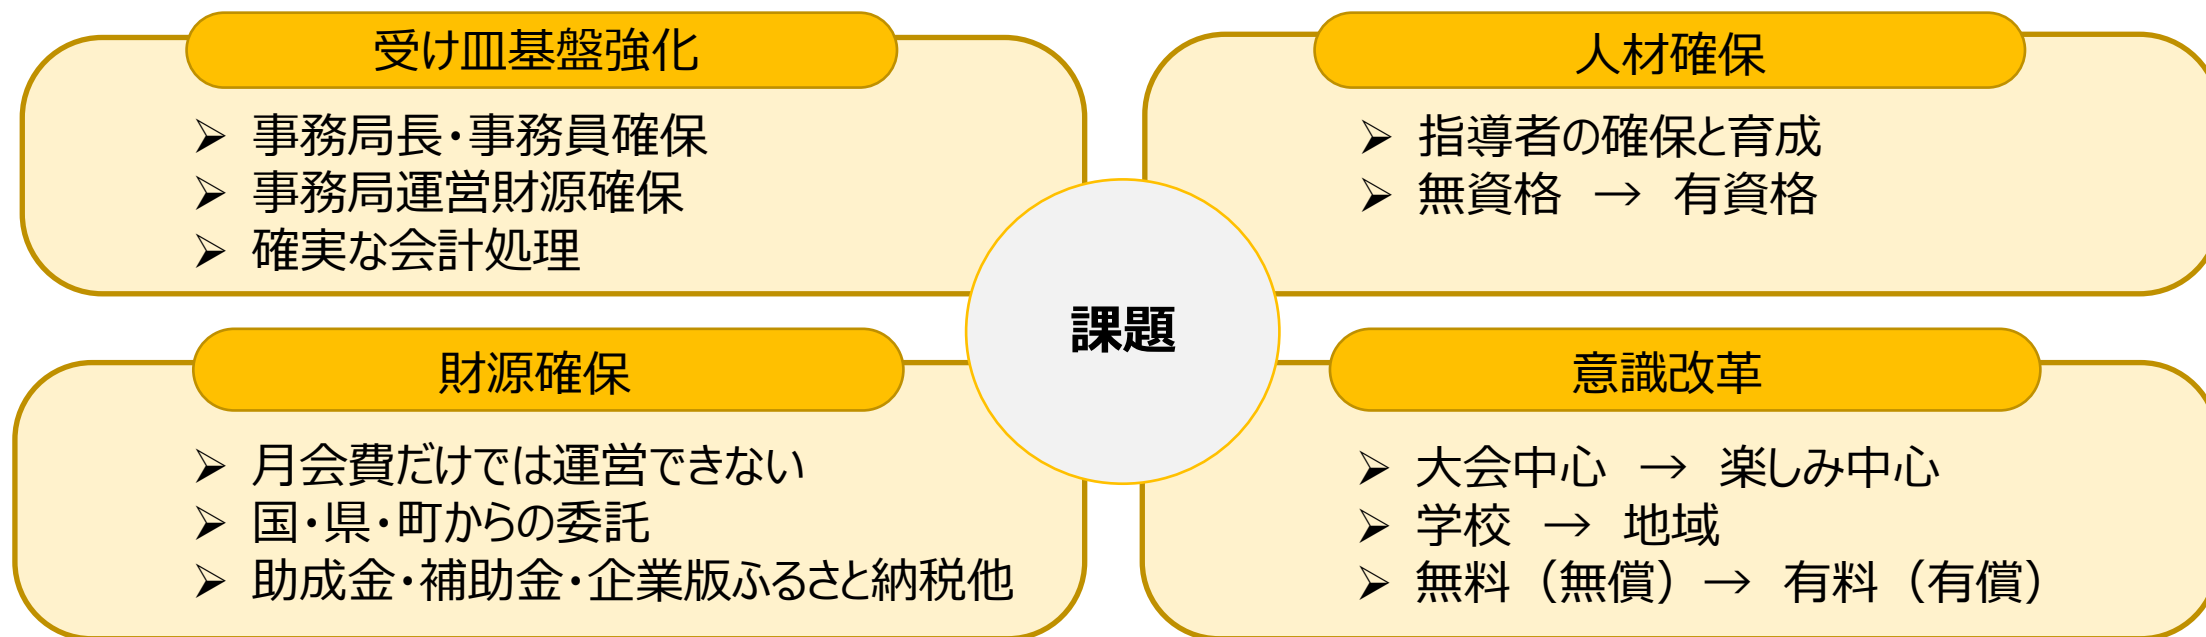 受け皿基盤強化
➢ 事務局長・事務員確保
➢ 事務局運営財源確保
➢ 確実な会計処理
人材確保
➢ 指導者の確保と育成
➢ 無資格 → 有資格
課題
財源確保
➢ 月会費だけでは運営できない
➢ 国・県・町からの委託
➢ 助成金・補助金・企業版ふるさと納税他
意識改革
➢ 大会中心 → 楽しみ中心
➢ 学校 → 地域
➢ 無料（無償）→ 有料（有償）